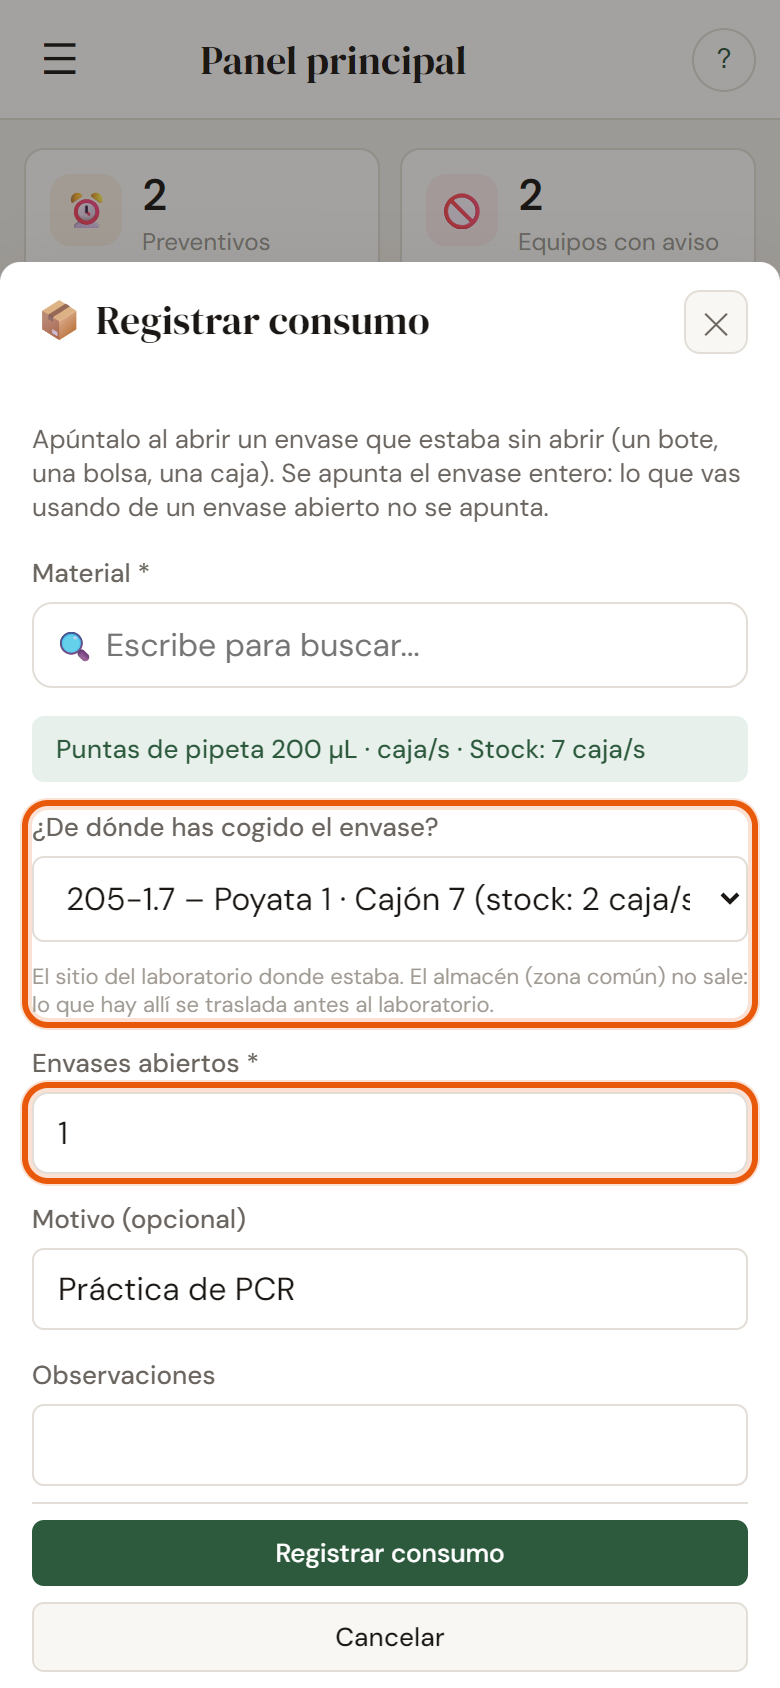 Panel principal
?
2
Preventivos
2
Equipos con aviso
Registrar consumo
Apúntalo al abrir un envase que estaba sin abrir (un bote,
una bolsa, una caja). Se apunta el envase entero: lo que vas
usando de un envase abierto no se apunta.
Material *
Escribe para buscar...
Puntas de pipeta 200 µL · caja/s · Stock: 7 caja/s
¿De dónde has cogido el envase?
205-1.7 – Poyata 1 · Cajón 7 (stock: 2 caja/s
El sitio del laboratorio donde estaba. El almacén (zona común) no sale:
lo que hay allí se traslada antes al laboratorio.
Envases abiertos *
1
Motivo (opcional)
Práctica de PCR
Observaciones
Registrar consumo
Cancelar